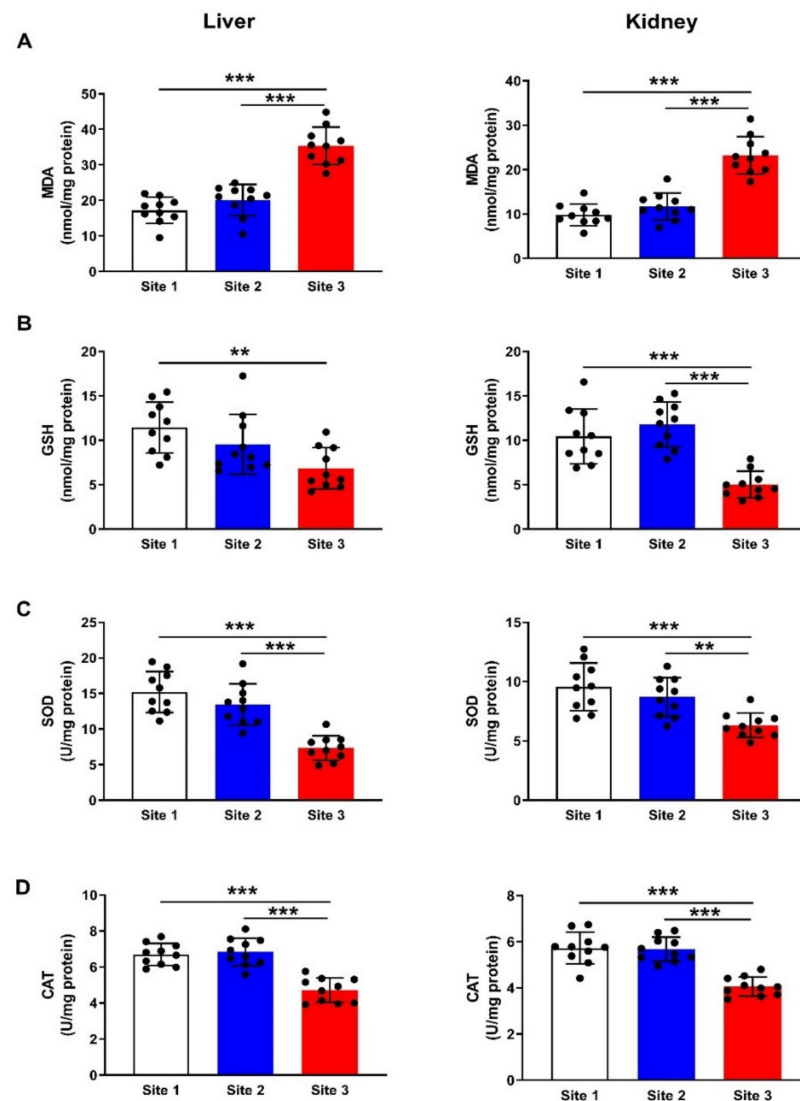 Liver
Kidney
A
***
***
MDA
(nmol/mg protein)
50
40
30
20
10
0
Site 1 Site 2 Site 3
***
***
MDA
(nmol/mg protein)
40
30
20
10
0
Site 1 Site 2 Site 3
B
**
GSH
(nmol/mg protein)
20
15
10
5
0
Site 1 Site 2 Site 3
***
***
GSH
(nmol/mg protein)
20
15
10
5
0
Site 1 Site 2 Site 3
C
***
***
SOD
(U/mg protein)
25
20
15
10
5
0
Site 1 Site 2 Site 3
***
**
SOD
(U/mg protein)
15
10
5
0
Site 1 Site 2 Site 3
D
***
***
CAT
(U/mg protein)
10
8
6
4
2
0
Site 1 Site 2 Site 3
***
***
CAT
(U/mg protein)
8
6
4
2
0
Site 1 Site 2 Site 3